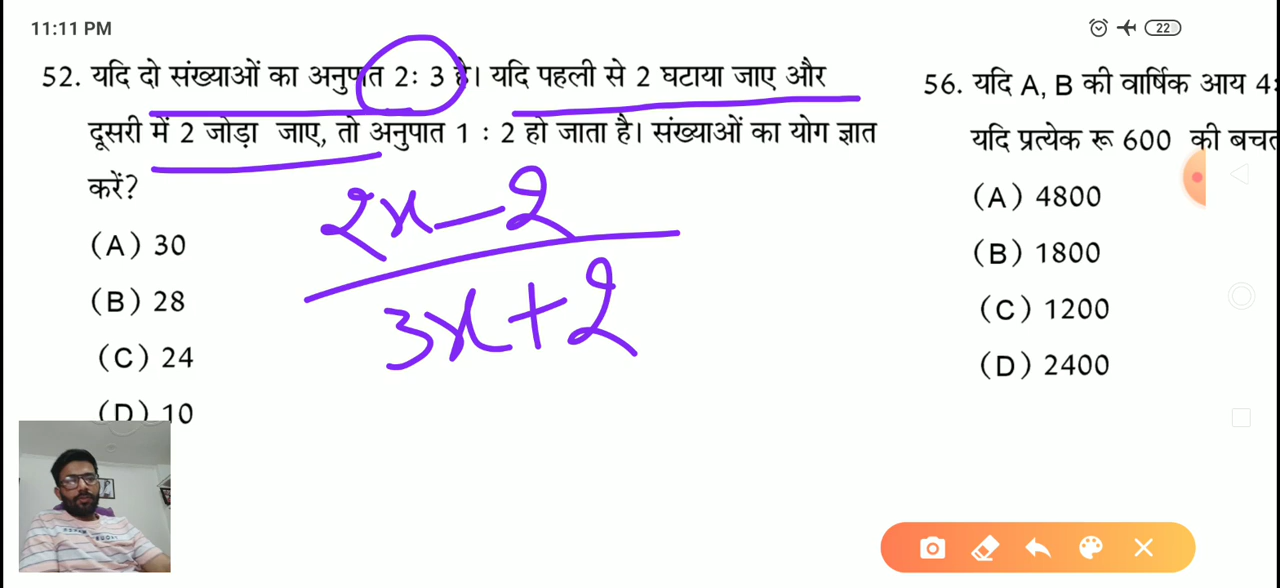 11:11 PM
22
52. यदि दो संख्याओं का अनुपात 2: 3 है। यदि पहली से 2 घटाया जाए और
दूसरी में 2 जोड़ा जाए, तो अनुपात 1 : 2 हो जाता है। संख्याओं का योग ज्ञात
करें?
(A) 30
(B) 28
(C) 24
(D) 10
2x - 2
3x + 2
56. यदि A, B की वार्षिक आय 4:
यदि प्रत्येक रू 600 की बचत
(A) 4800
(B) 1800
(C) 1200
(D) 2400